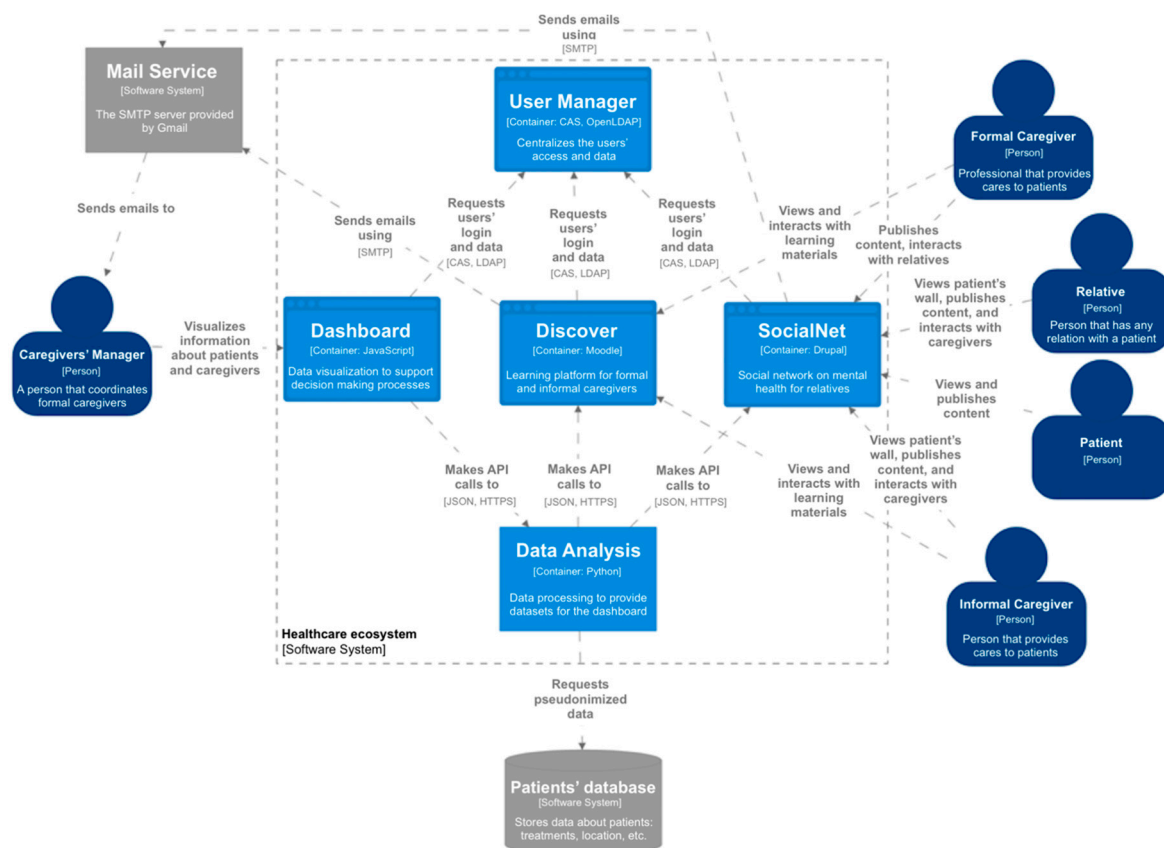 Sends emails
using
[SMTP]
Mail Service
[Software System]
The SMTP server provided
by Gmail
User Manager
[Container: CAS, OpenLDAP]
Centralizes the users'
access and data
Formal Caregiver
[Person]
Professional that provides
cares to patients
Sends emails to
Sends emails
using
[SMTP]
Requests
users'
login
and data
[CAS, LDAP]
Requests
users'
login
and data
[CAS, LDAP]
Requests
users'
login
and data
[CAS, LDAP]
Views and
interacts with
learning
materials
Publishes
content, interacts
with relatives
Views patient's
wall, publishes
content, and
interacts with
caregivers
Relative
[Person]
Person that has any
relation with a patient
Caregivers' Manager
[Person]
A person that coordinates
formal caregivers
Visualizes
information
about patients
and caregivers
Dashboard
[Container: JavaScript]
Data visualization to support
decision making processes
Discover
[Container: Moodle]
Learning platform for formal
and informal caregivers
SocialNet
[Container: Drupal]
Social network on mental
health for relatives
Views and
publishes
content
Patient
[Person]
Makes API
calls to
[JSON, HTTPS]
Makes API
calls to
[JSON, HTTPS]
Makes API
calls to
[JSON, HTTPS]
Views and
interacts with
learning
materials
Views patient's
wall, publishes
content, and
interacts with
caregivers
Data Analysis
[Container: Python]
Data processing to provide
datasets for the dashboard
Informal Caregiver
[Person]
Person that provides
cares to patients
Healthcare ecosystem
[Software System]
Requests
pseudonimized
data
Patients' database
[Software System]
Stores data about patients:
treatments, location, etc.